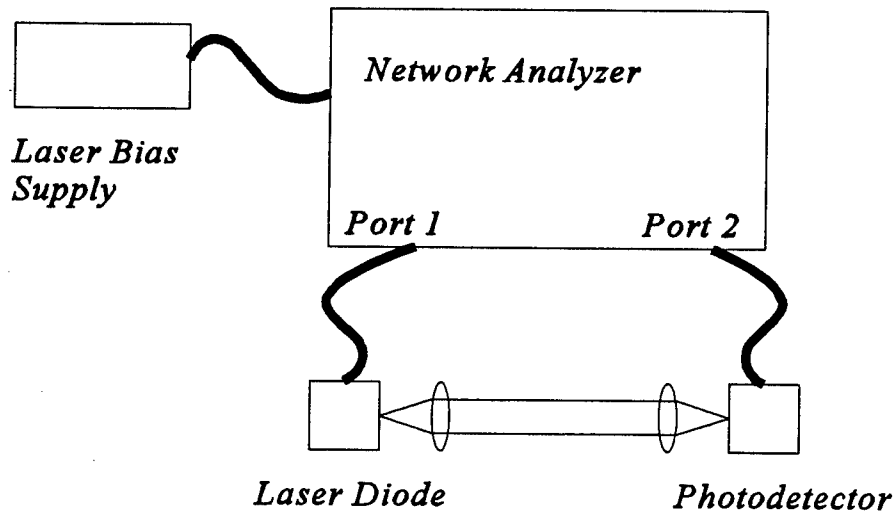 Network Analyzer
Laser Bias
Supply
Port 1
Port 2
Laser Diode
Photodetector